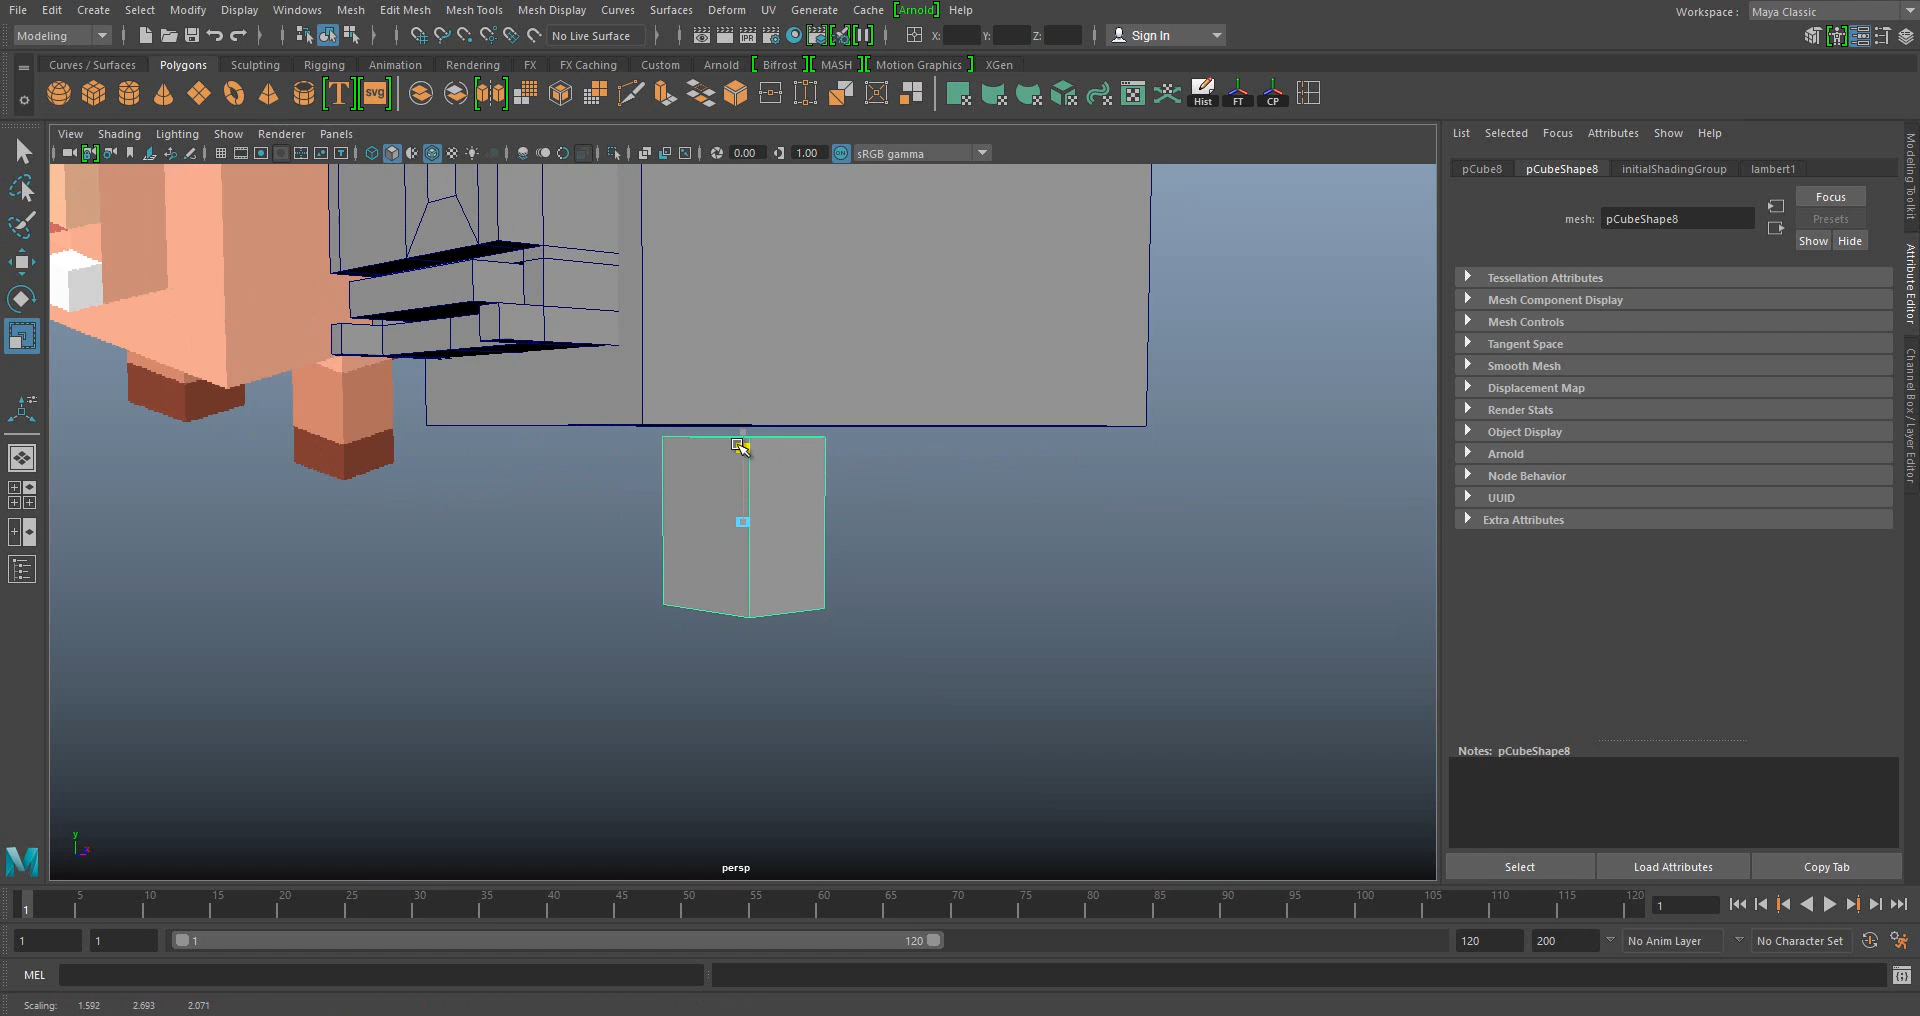 File Edit Create Select Modify Display Windows Mesh Edit Mesh Mesh Tools Mesh Display Curves Surfaces Deform UV Generate Cache [Arnold] Help
Workspace : Maya Classic
Modeling No Live Surface X: Y: Z: Sign In
Curves / Surfaces Polygons Sculpting Rigging Animation Rendering FX FX Caching Custom Arnold [ Bifrost ] [ MASH ] [ Motion Graphics ] XGen
T svg Hist FT CP
View Shading Lighting Show Renderer Panels
0.00 1.00 ON sRGB gamma
List Selected Focus Attributes Show Help
pCube8 pCubeShape8 initialShadingGroup lambert1
mesh: pCubeShape8
Focus
Presets
Show Hide
Tessellation Attributes
Mesh Component Display
Mesh Controls
Tangent Space
Smooth Mesh
Displacement Map
Render Stats
Object Display
Arnold
Node Behavior
UUID
Extra Attributes
Notes: pCubeShape8
Select Load Attributes Copy Tab
Modeling Toolkit
Attribute Editor
Channel Box / Layer Editor
y
persp
5 10 15 20 25 30 35 40 45 50 55 60 65 70 75 80 85 90 95 100 105 110 115 120
1 1
1 1 1 120 120 200 No Anim Layer No Character Set
MEL
Scaling: 1.592 2.693 2.071